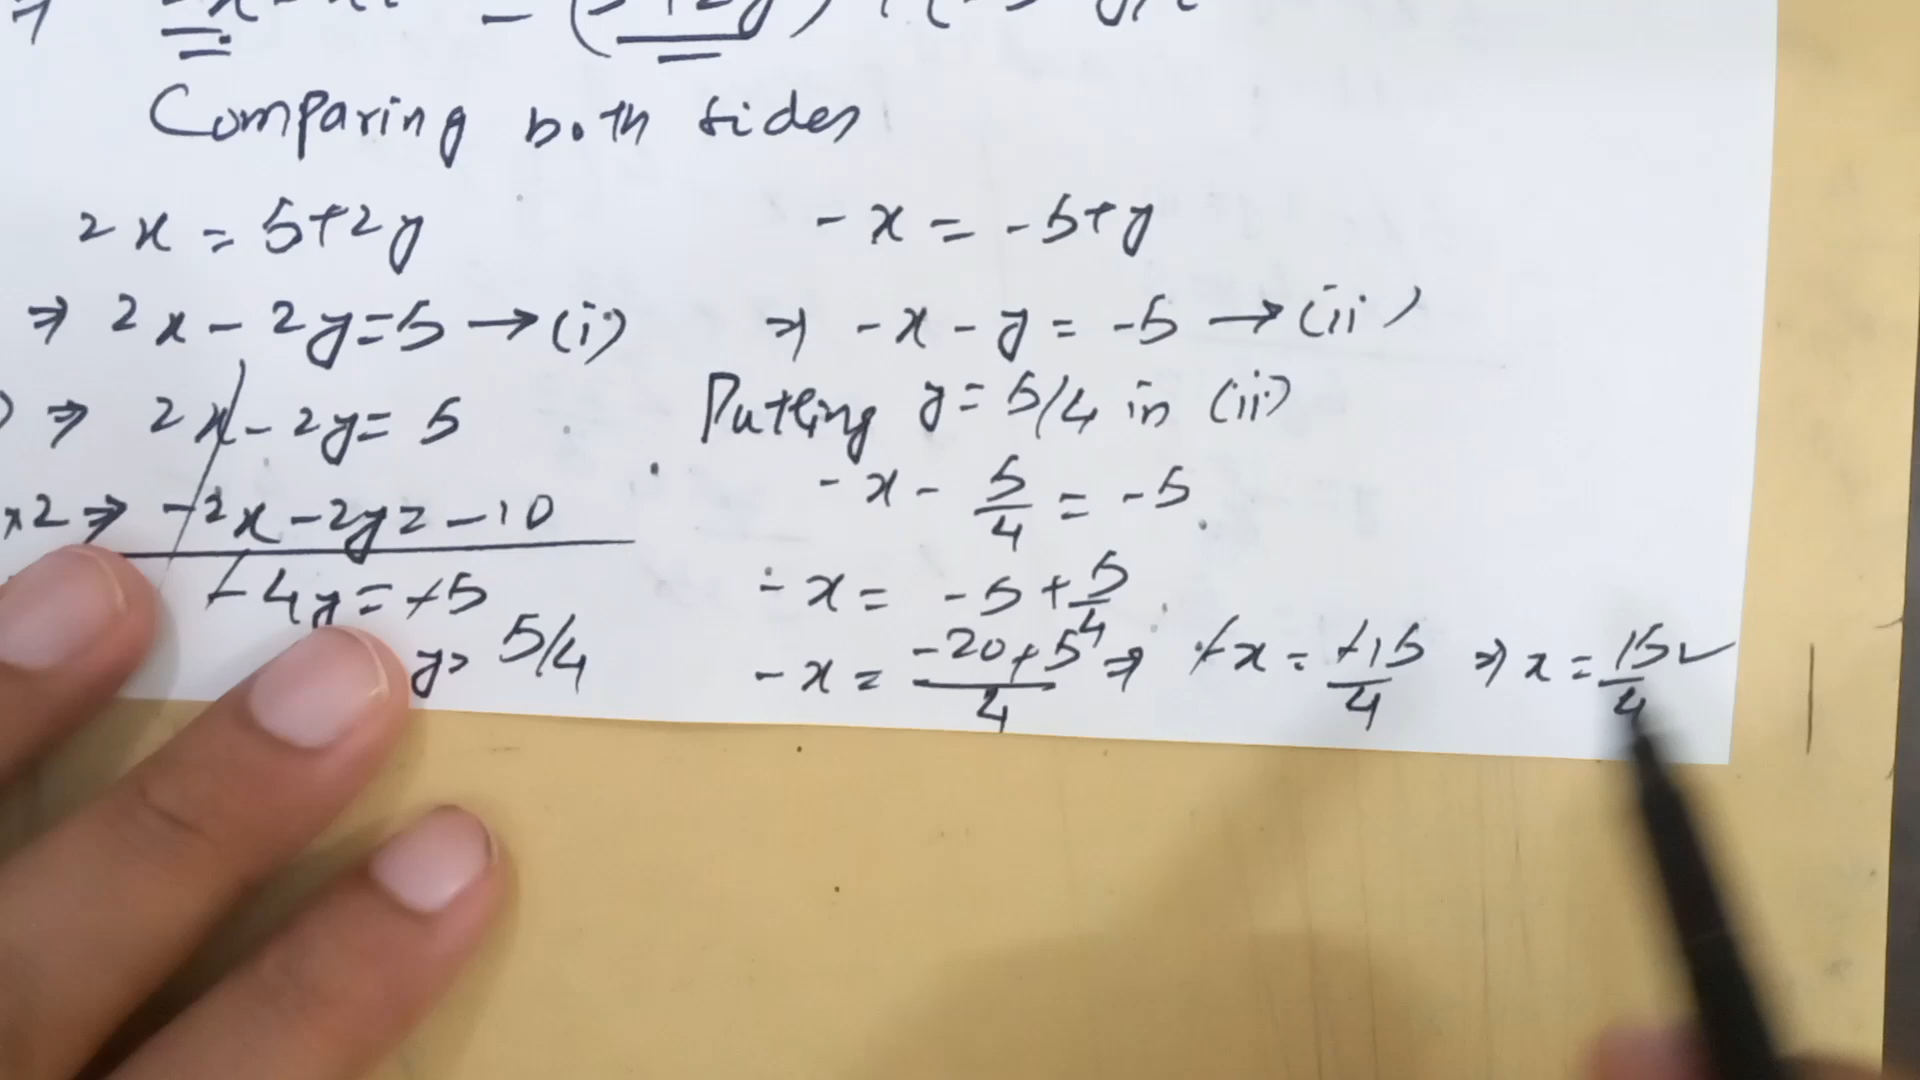 Comparing both sides
2x = 5+2y
⇒ 2x - 2y = 5 → (i)
⇒ 2x - 2y = 5
x2 ⇒ -2x - 2y = -10
-4y = -5
y = 5/4
-x = -5+y
⇒ -x - y = -5 → (ii)
Putting y = 5/4 in (ii)
-x - 5/4 = -5
-x = -5 + 5/4
-x = -20+5/4 ⇒ -x = -15/4 ⇒ x = 15/4 ✓